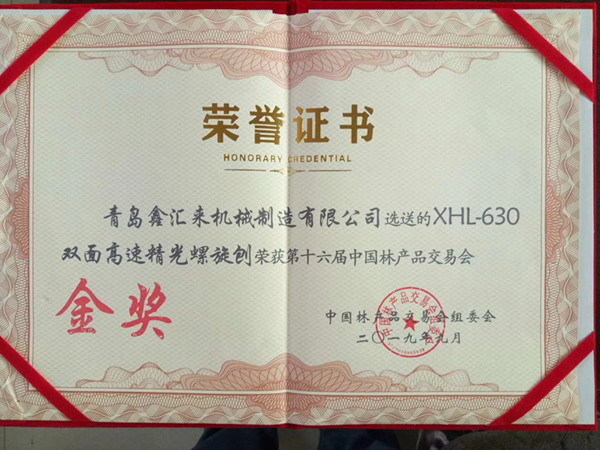 荣誉证书
HONORARY CREDENTIAL
青岛鑫汇来机械制造有限公司选送的XHL-630
双面高速精光螺旋刨荣获第十六届中国林产品交易会
金奖
中国林产品交易会组委会
二〇一九年九月